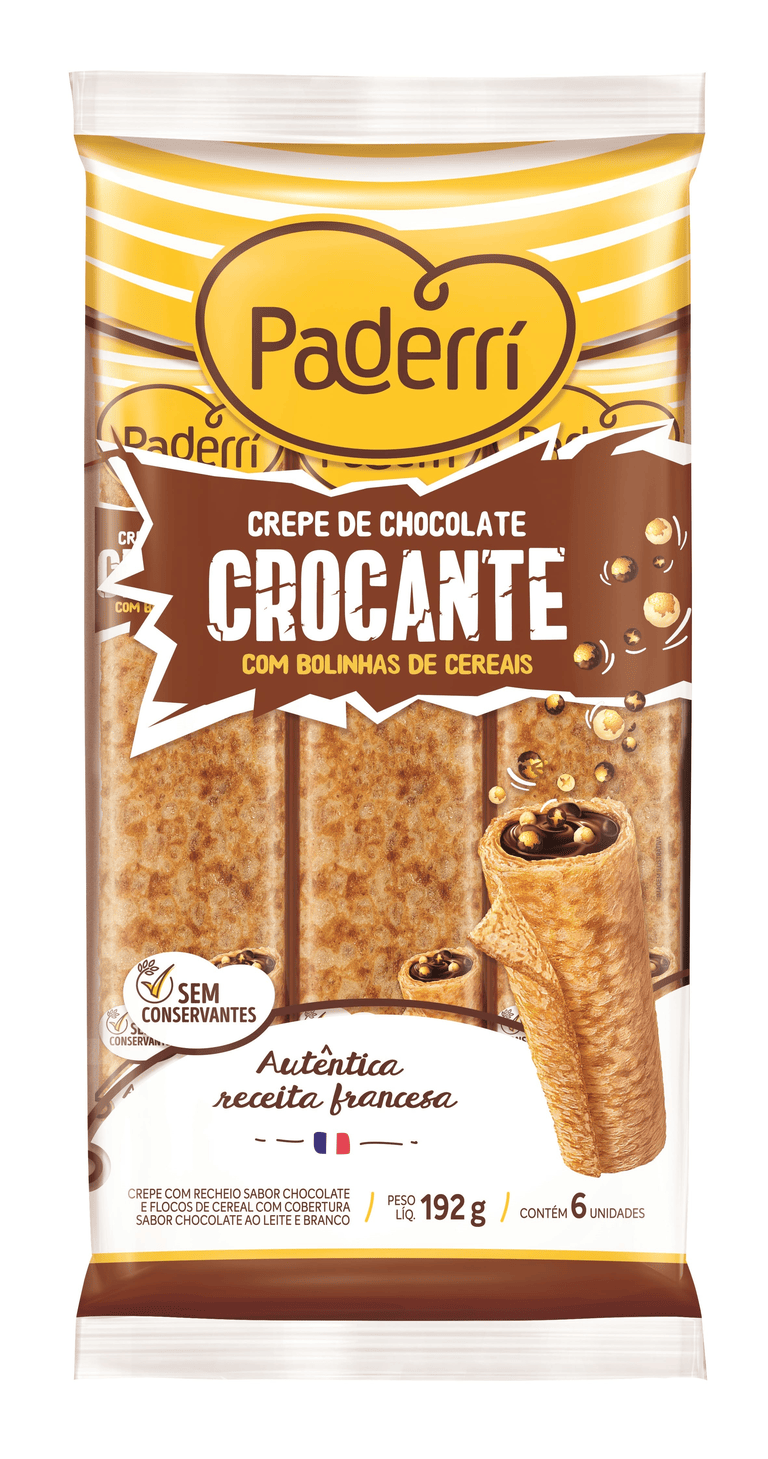 Paderrí
Paderrí
CREPE DE CHOCOLATE
CROCANTE
COM BOLINHAS DE CEREAIS
SEM
CONSERVANTES
Autêntica
receita francesa
CREPE COM RECHEIO SABOR CHOCOLATE
E FLOCOS DE CEREAL COM COBERTURA
SABOR CHOCOLATE AO LEITE E BRANCO
PESO
LÍQ. 192 g
CONTÉM 6 UNIDADES